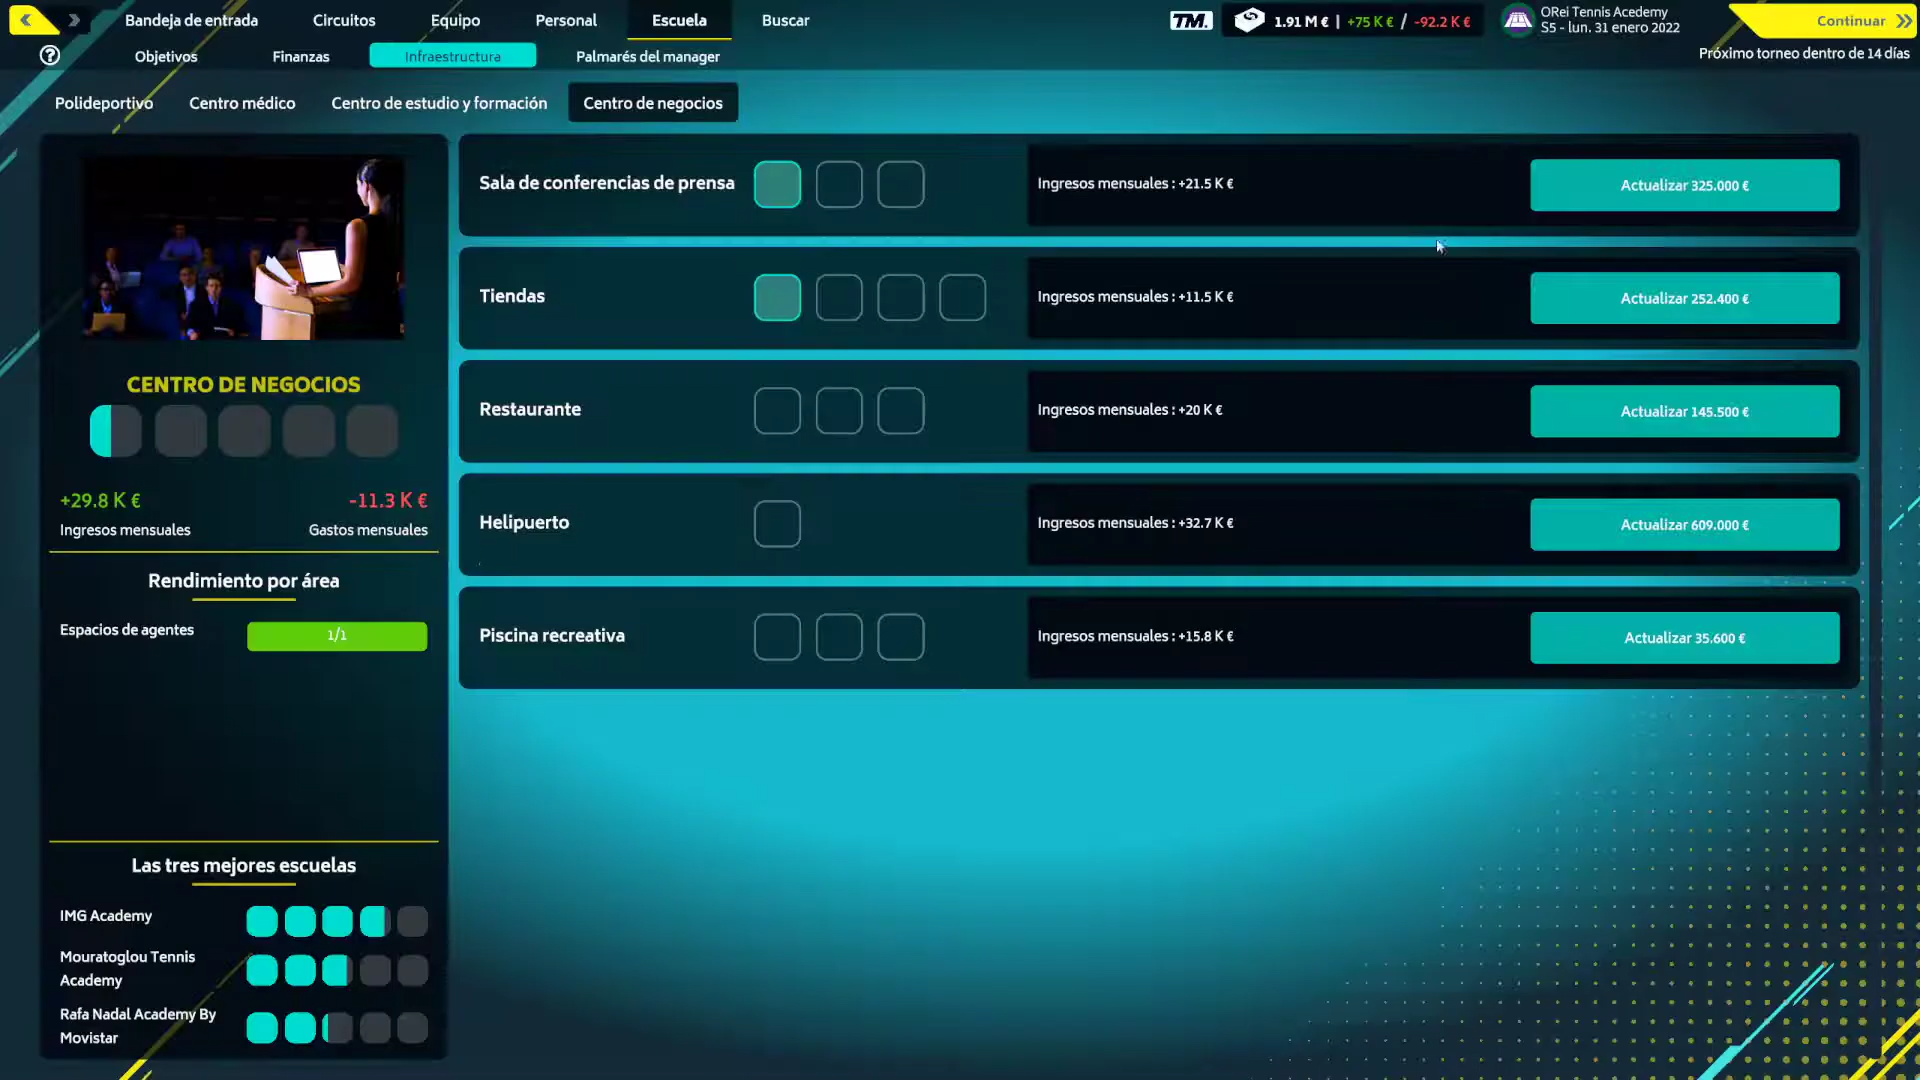 Bandeja de entrada
Circuitos
Equipo
Personal
Escuela
Buscar
TM.
1.91 M € | +75 K € / -92.2 K €
ORei Tennis Acedemy
S5 - lun. 31 enero 2022
Continuar
Objetivos
Finanzas
Infraestructura
Palmarés del manager
Próximo torneo dentro de 14 días
Polideportivo
Centro médico
Centro de estudio y formación
Centro de negocios
CENTRO DE NEGOCIOS
+29.8 K €
-11.3 K €
Ingresos mensuales
Gastos mensuales
Rendimiento por área
Espacios de agentes
1/1
Las tres mejores escuelas
IMG Academy
Mouratoglou Tennis
Academy
Rafa Nadal Academy By
Movistar
Sala de conferencias de prensa
Ingresos mensuales : +21.5 K €
Actualizar 325.000 €
Tiendas
Ingresos mensuales : +11.5 K €
Actualizar 252.400 €
Restaurante
Ingresos mensuales : +20 K €
Actualizar 145.500 €
Helipuerto
Ingresos mensuales : +32.7 K €
Actualizar 609.000 €
Piscina recreativa
Ingresos mensuales : +15.8 K €
Actualizar 35.600 €